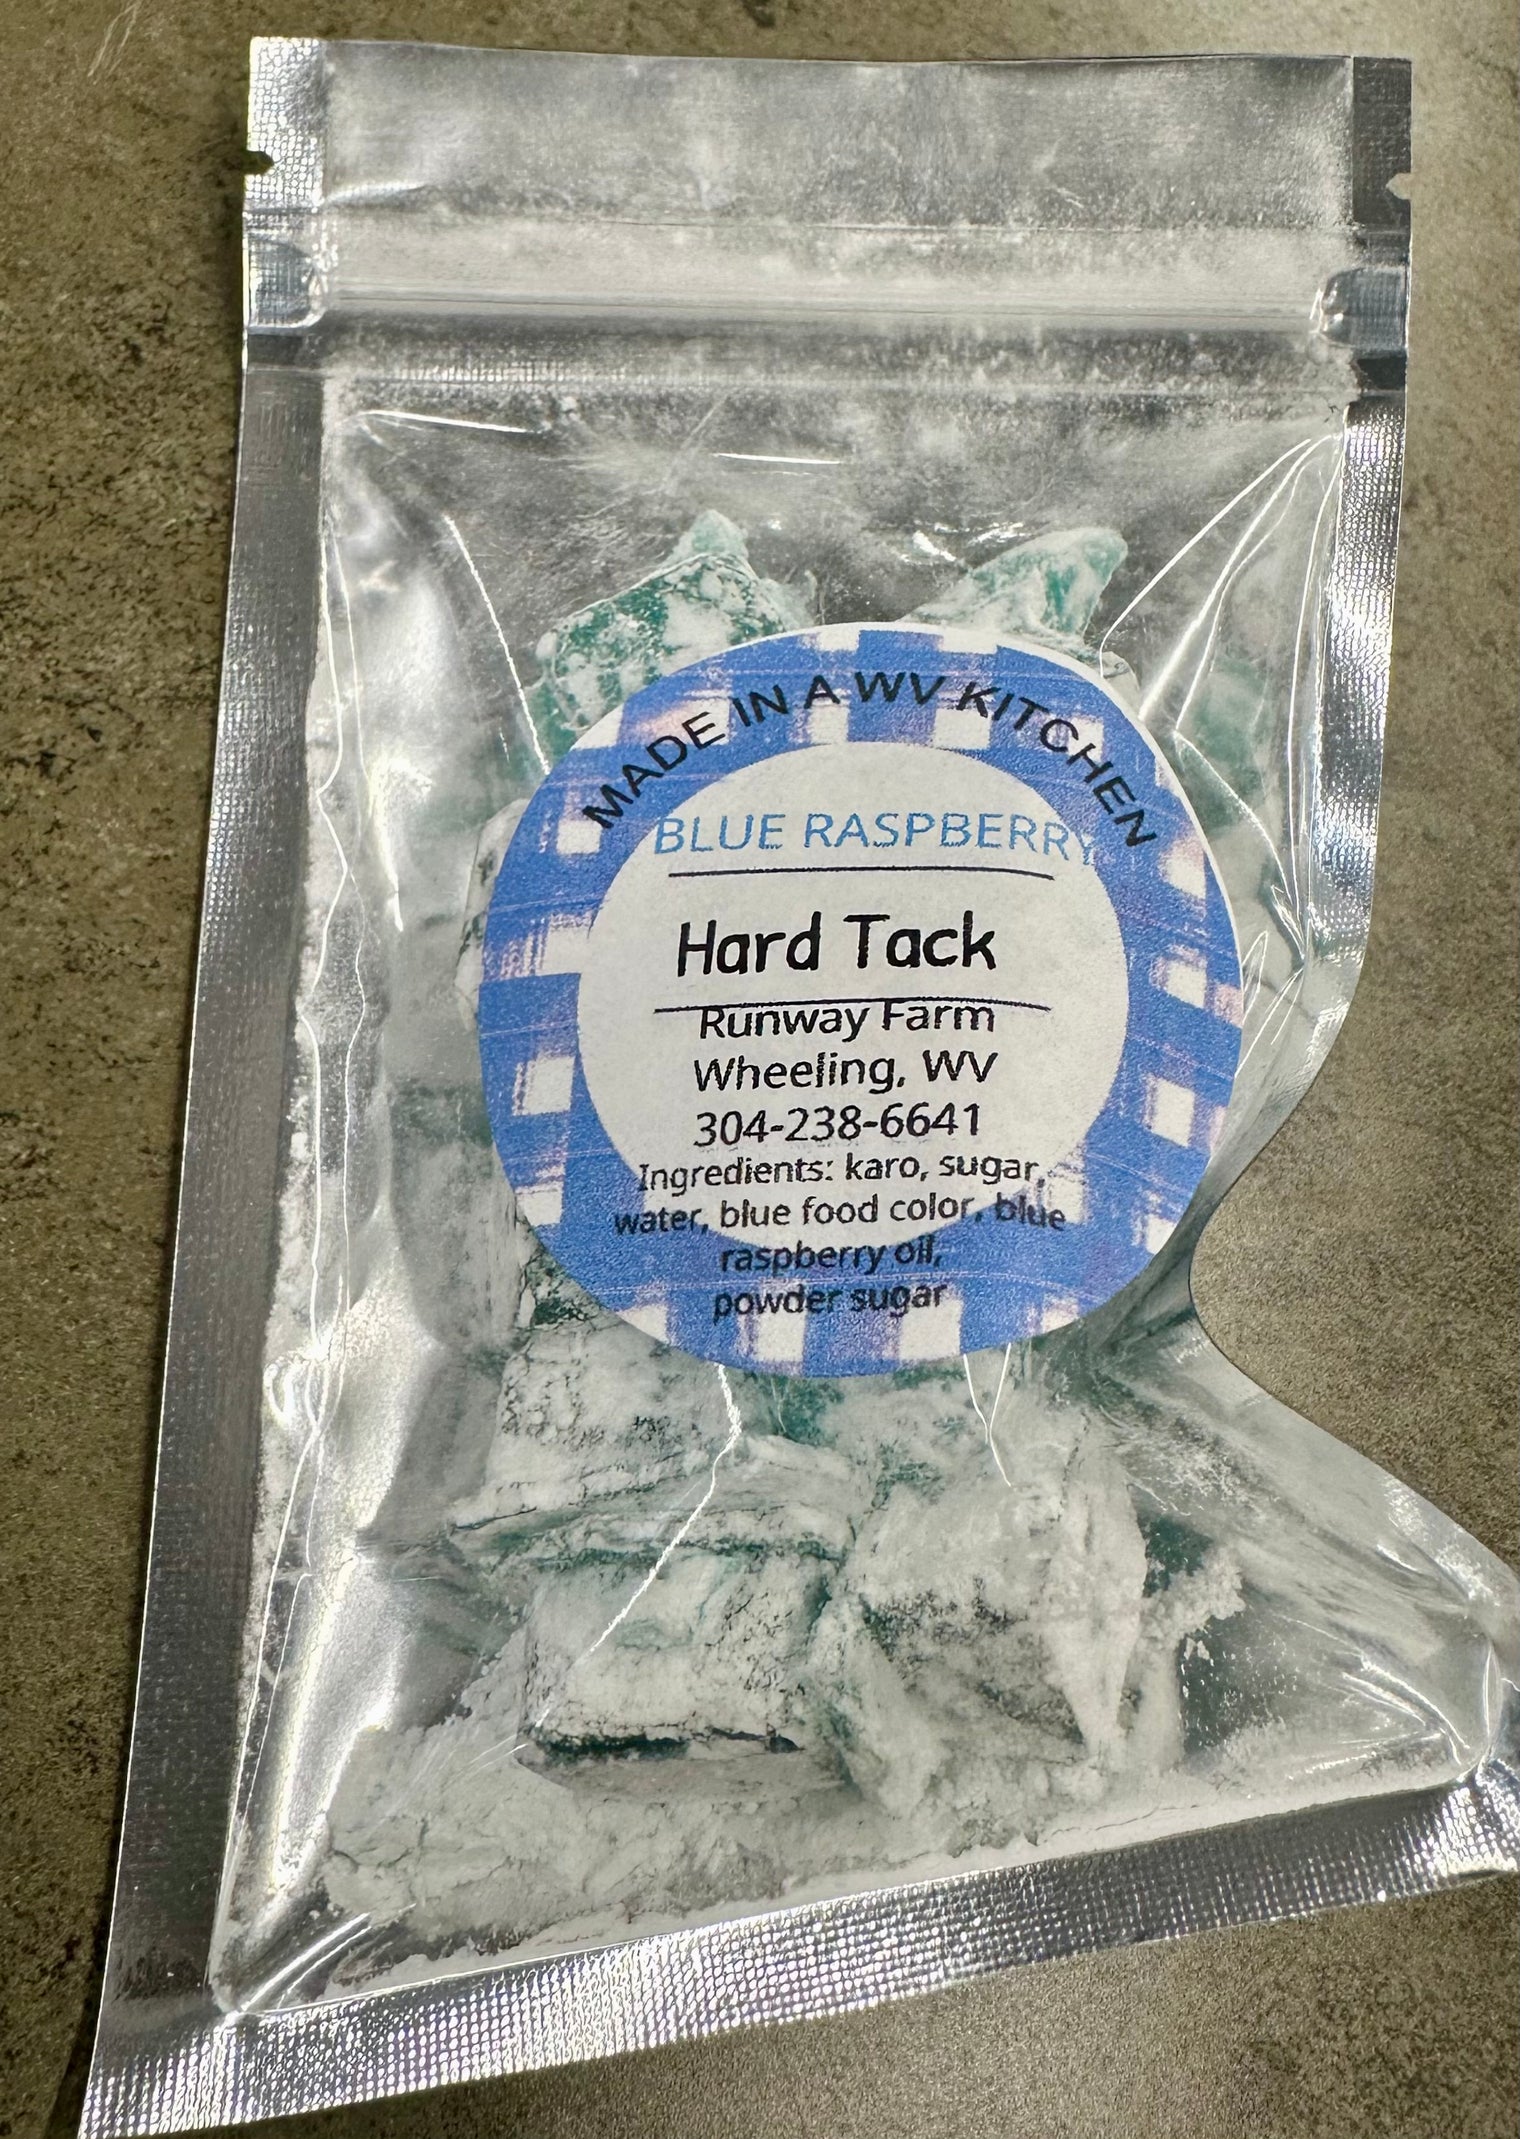 MADE IN A WV KITCHEN
BLUE RASPBERRY
Hard Tack
Runway Farm
Wheeling, WV
304-238-6641
Ingredients: karo, sugar,
water, blue food color, blue
raspberry oil,
powder sugar